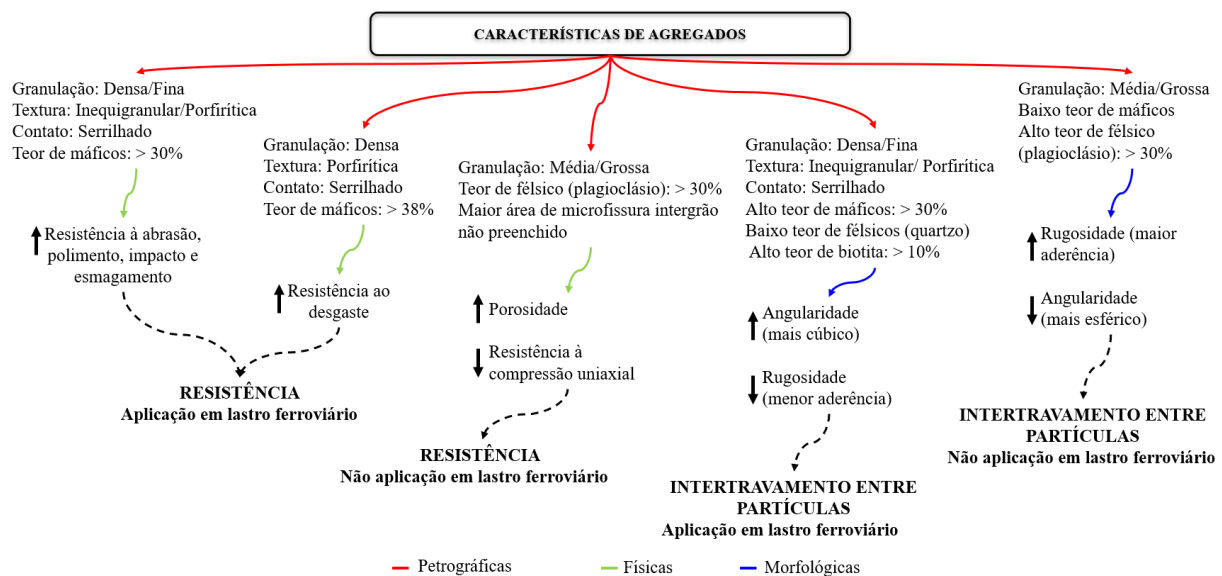 CARACTERÍSTICAS DE AGREGADOS
Granulação: Densa/Fina
Textura: Inequigranular/Porfirítica
Contato: Serrilhado
Teor de máficos: > 30%
Resistência à abrasão,
polimento, impacto e
esmagamento
Granulação: Densa
Textura: Porfirítica
Contato: Serrilhado
Teor de máficos: > 38%
Resistência ao
desgaste
RESISTÊNCIA
Aplicação em lastro ferroviário
Granulação: Média/Grossa
Teor de félsico (plagioclásio): > 30%
Maior área de microfissura intergrão
não preenchido
Porosidade
Resistência à
compressão uniaxial
RESISTÊNCIA
Não aplicação em lastro ferroviário
Granulação: Densa/Fina
Textura: Inequigranular/ Porfirítica
Contato: Serrilhado
Alto teor de máficos: > 30%
Baixo teor de félsicos (quartzo)
Alto teor de biotita: > 10%
Angularidade
(mais cúbico)
Rugosidade
(menor aderência)
INTERTRAVAMENTO ENTRE
PARTÍCULAS
Aplicação em lastro ferroviário
Granulação: Média/Grossa
Baixo teor de máficos
Alto teor de félsico
(plagioclásio): > 30%
Rugosidade (maior
aderência)
Angularidade
(mais esférico)
INTERTRAVAMENTO ENTRE
PARTÍCULAS
Não aplicação em lastro ferroviário
Petrográficas
Físicas
Morfológicas